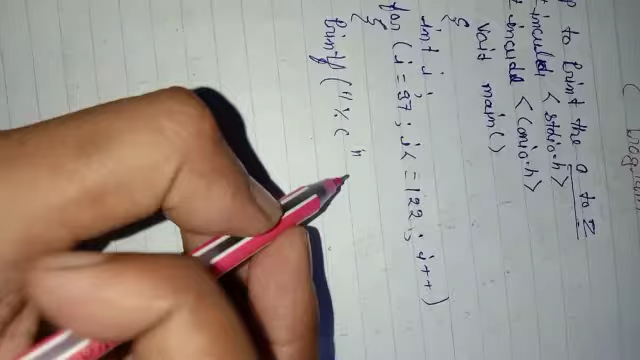 to print the a to z
include < stdio.h >
include < conio.h >
void main()
{
int i;
for ( i = 97 ; i < = 122 ; i + + )
{
printf ( " % c "